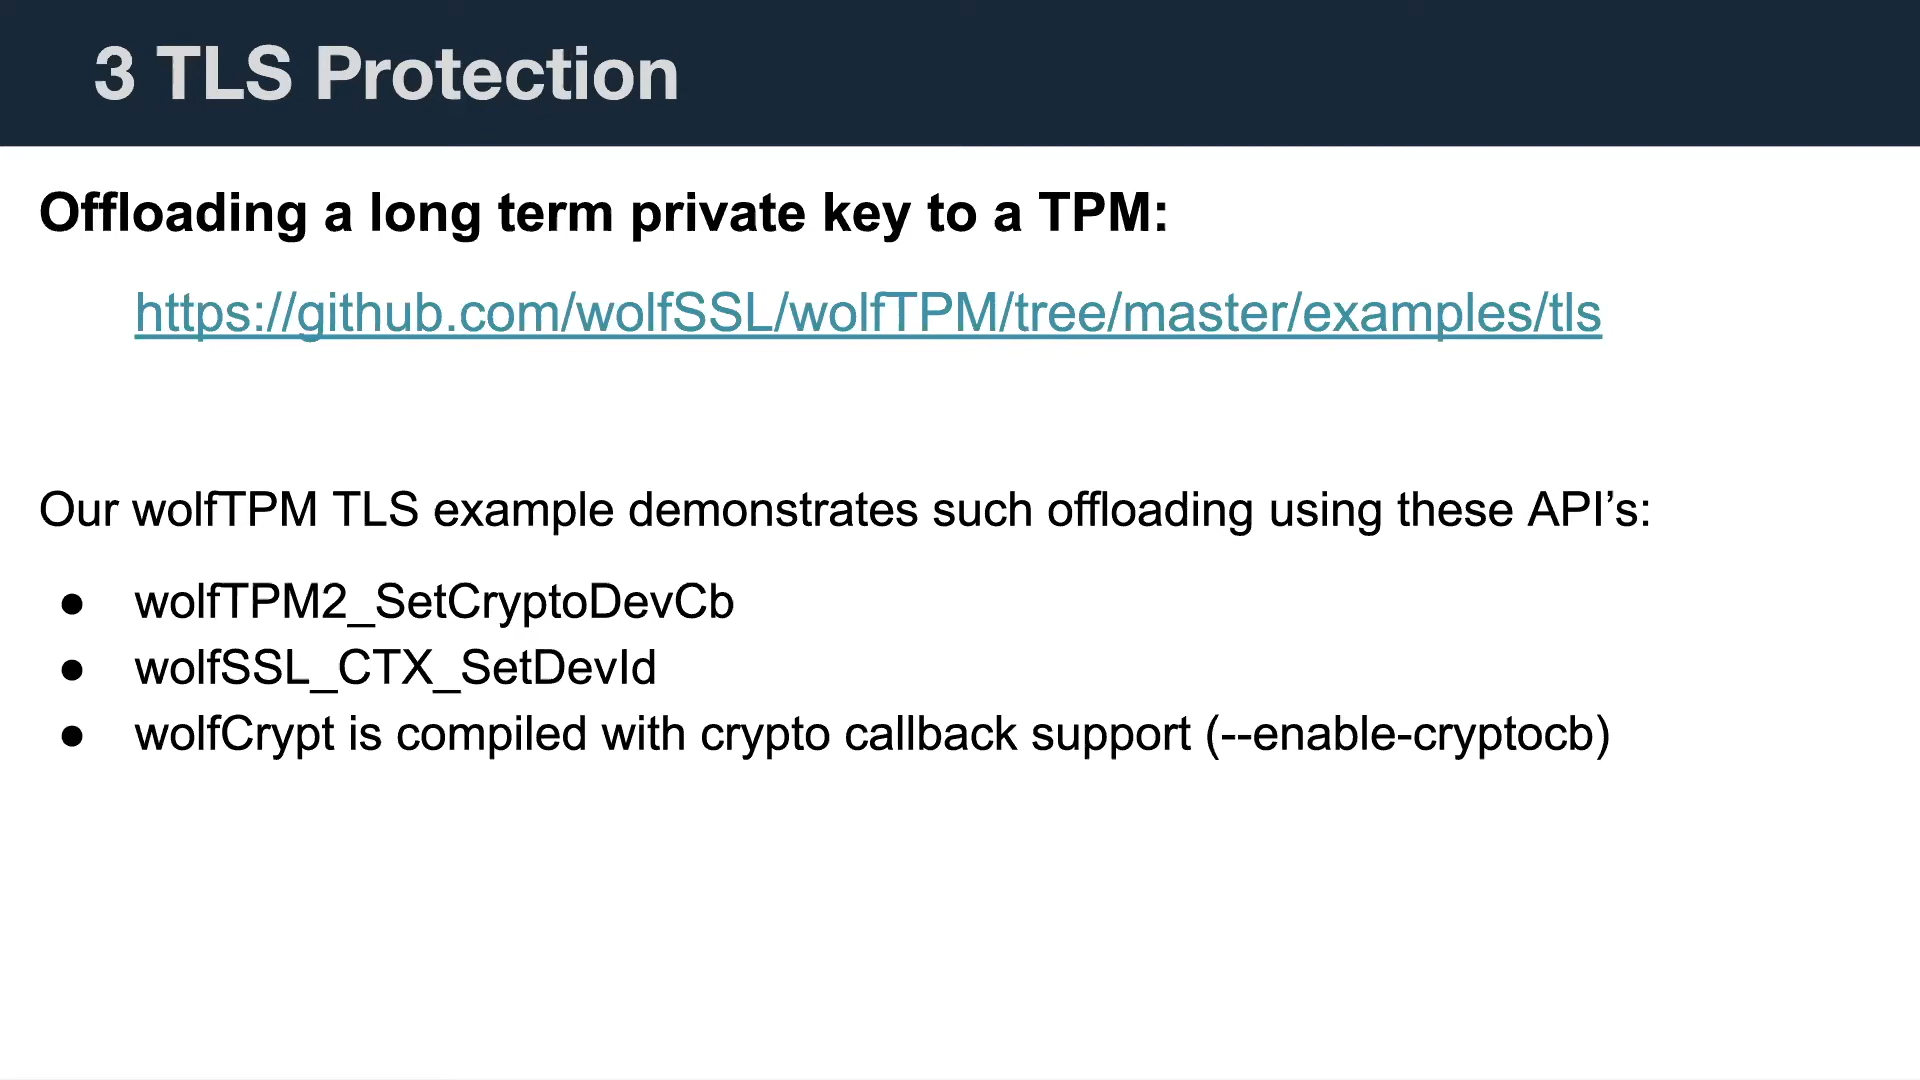 3 TLS Protection
Offloading a long term private key to a TPM:
https://github.com/wolfSSL/wolfTPM/tree/master/examples/tls
Our wolfTPM TLS example demonstrates such offloading using these API’s:
● wolfTPM2_SetCryptoDevCb
● wolfSSL_CTX_SetDevId
● wolfCrypt is compiled with crypto callback support (--enable-cryptocb)